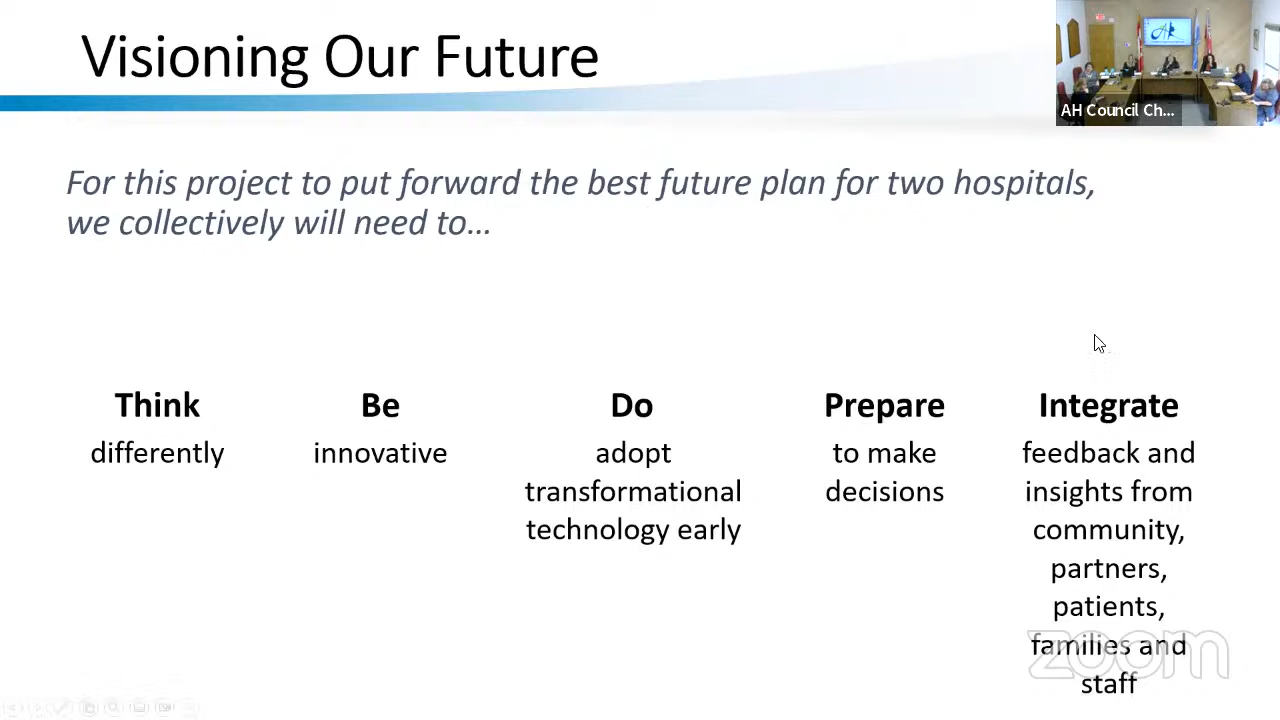 Visioning Our Future
AH Council Ch...
For this project to put forward the best future plan for two hospitals,
we collectively will need to...
Think
differently
Be
innovative
Do
adopt
transformational
technology early
Prepare
to make
decisions
Integrate
feedback and
insights from
community,
partners,
patients,
families and
staff
zoom